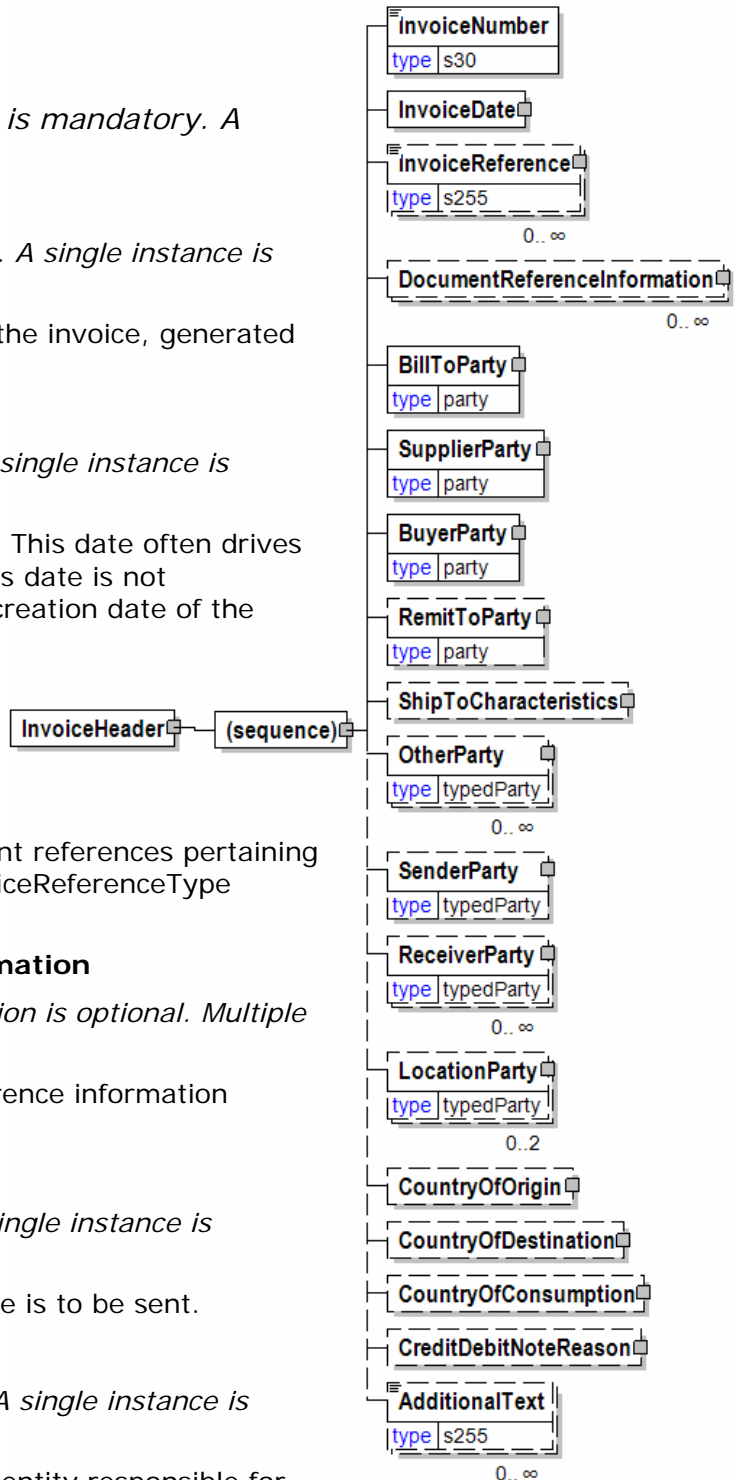 is mandatory. A
. A single instance is
the invoice, generated
single instance is
This date often drives
s date is not
creation date of the
nt references pertaining
iceReferenceType
mation
ion is optional. Multiple
rence information
ingle instance is
e is to be sent.
A single instance is
entity responsible for
InvoiceHeader
(sequence)
InvoiceNumber
type s30
InvoiceDate
InvoiceReference
type s255
0.. ∞
DocumentReferenceInformation
0.. ∞
BillToParty
type party
SupplierParty
type party
BuyerParty
type party
RemitToParty
type party
ShipToCharacteristics
OtherParty
type typedParty
0.. ∞
SenderParty
type typedParty
ReceiverParty
type typedParty
0.. ∞
LocationParty
type typedParty
0..2
CountryOfOrigin
CountryOfDestination
CountryOfConsumption
CreditDebitNoteReason
AdditionalText
type s255
0.. ∞